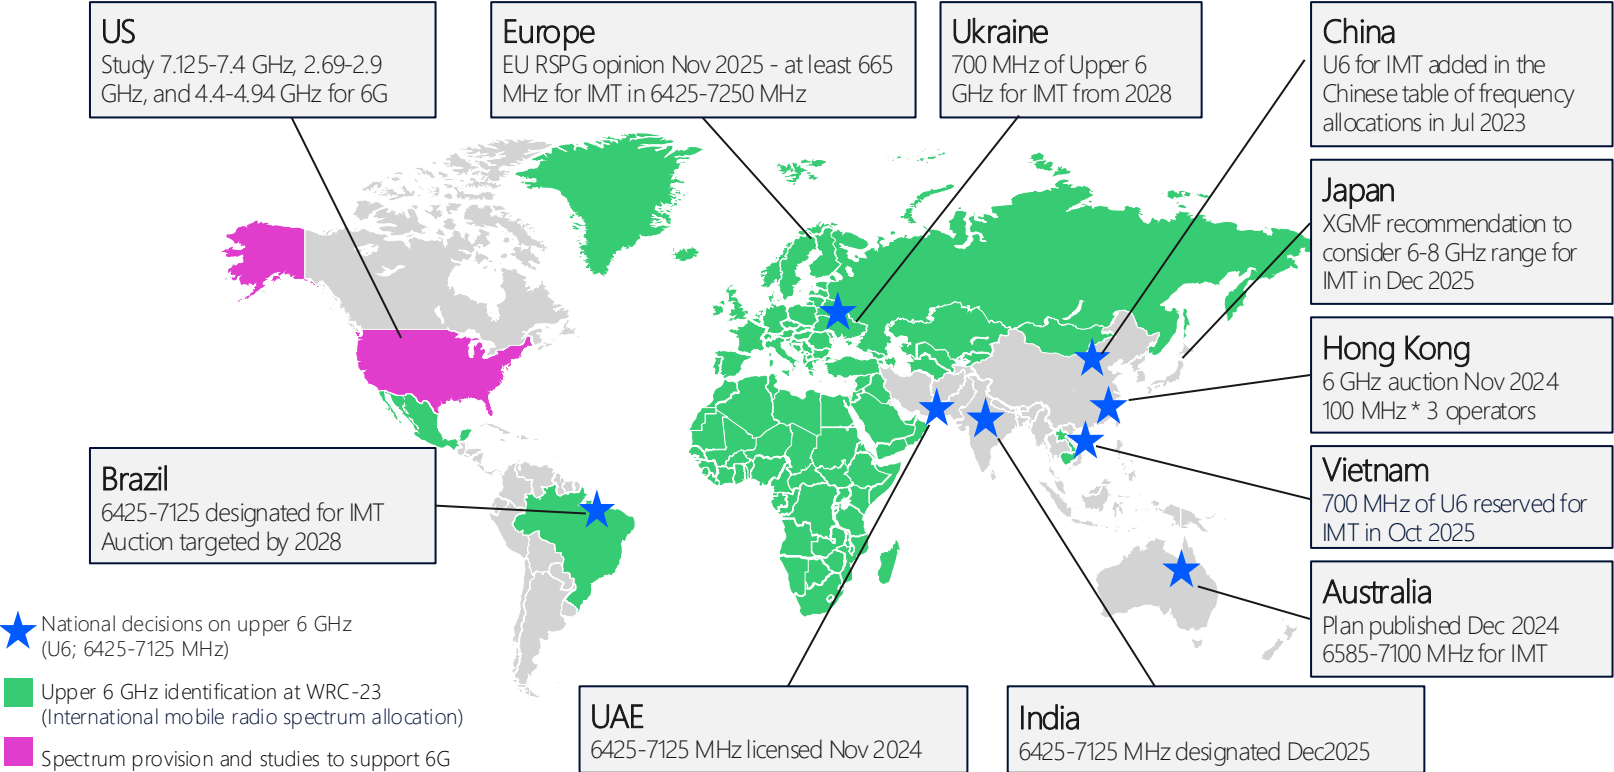 US
Study 7.125-7.4 GHz, 2.69-2.9
GHz, and 4.4-4.94 GHz for 6G
Europe
EU RSPG opinion Nov 2025 - at least 665
MHz for IMT in 6425-7250 MHz
Ukraine
700 MHz of Upper 6
GHz for IMT from 2028
China
U6 for IMT added in the
Chinese table of frequency
allocations in Jul 2023
Japan
XGMF recommendation to
consider 6-8 GHz range for
IMT in Dec 2025
Hong Kong
6 GHz auction Nov 2024
100 MHz * 3 operators
Vietnam
700 MHz of U6 reserved for
IMT in Oct 2025
Australia
Plan published Dec 2024
6585-7100 MHz for IMT
Brazil
6425-7125 designated for IMT
Auction targeted by 2028
UAE
6425-7125 MHz licensed Nov 2024
India
6425-7125 MHz designated Dec2025
National decisions on upper 6 GHz
(U6; 6425-7125 MHz)
Upper 6 GHz identification at WRC-23
(International mobile radio spectrum allocation)
Spectrum provision and studies to support 6G